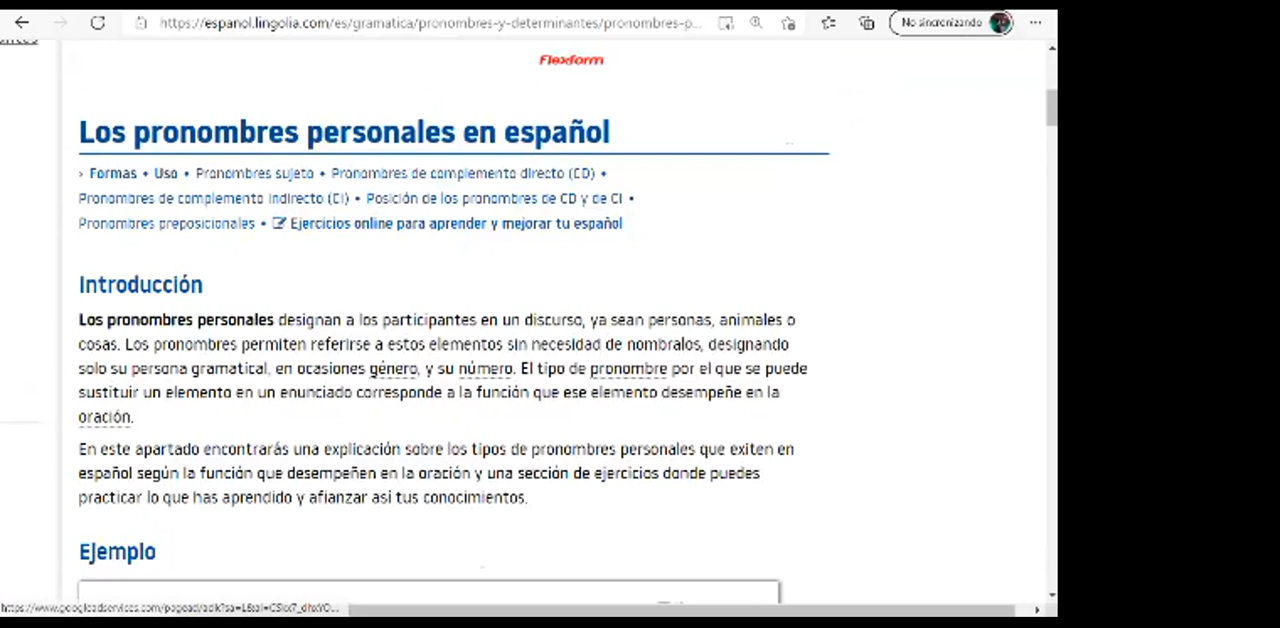 https://espanol.lingolia.com/es/gramatica/pronombres-y-determinantes/pronombres-p...
No sincronizando
Flexform
Los pronombres personales en español
› Formas • Uso • Pronombres sujeto • Pronombres de complemento directo (CD) •
Pronombres de complemento indirecto (CI) • Posición de los pronombres de CD y de CI •
Pronombres preposicionales • Ejercicios online para aprender y mejorar tu español
Introducción
Los pronombres personales designan a los participantes en un discurso, ya sean personas, animales o
cosas. Los pronombres permiten referirse a estos elementos sin necesidad de nombralos, designando
solo su persona gramatical, en ocasiones género, y su número. El tipo de pronombre por el que se puede
sustituir un elemento en un enunciado corresponde a la función que ese elemento desempeñe en la
oración.
En este apartado encontrarás una explicación sobre los tipos de pronombres personales que exiten en
español según la función que desempeñen en la oración y una sección de ejercicios donde puedes
practicar lo que has aprendido y afianzar así tus conocimientos.
Ejemplo